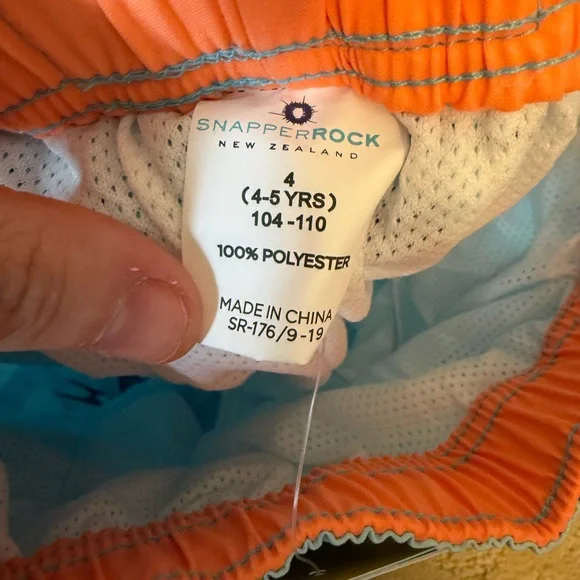 SNAPPERROCK
NEW ZEALAND
4
(4-5 YRS)
104-110
100% POLYESTER
MADE IN CHINA
SR-176/9-19